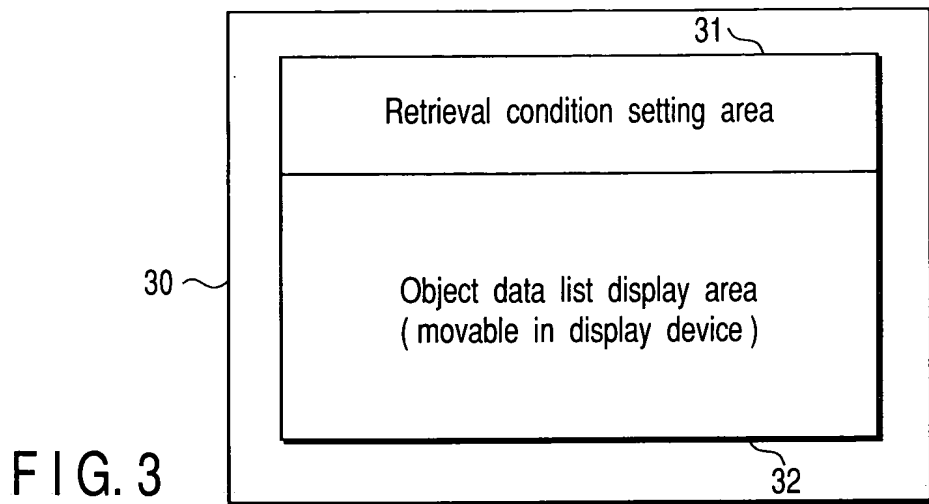 31
Retrieval condition setting area
30
Object data list display area
( movable in display device )
32
FIG. 3